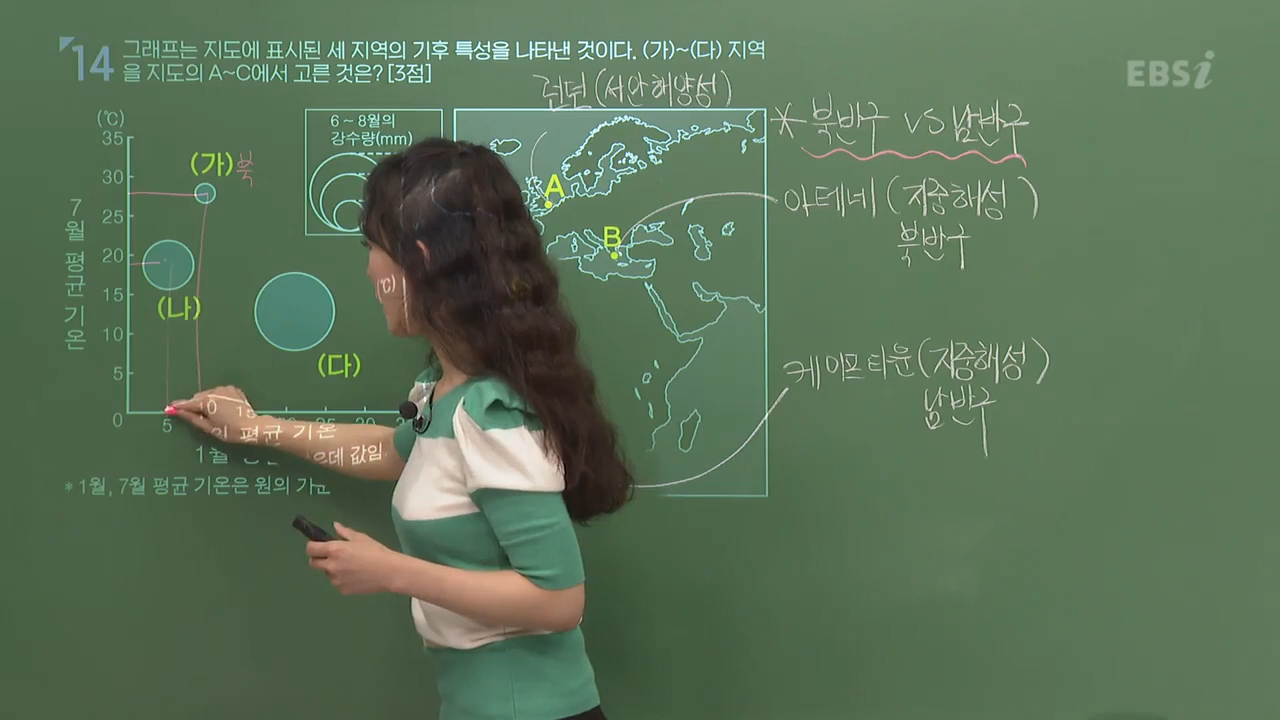 14 그래프는 지도에 표시된 세 지역의 기후 특성을 나타낸 것이다. (가)~(다) 지역
을 지도의 A~C에서 고른 것은? [3점]
EBSi
런던 (서안해양성)
* 북반구 vs 남반구
(℃)
6 ~ 8월의
강수량(mm)
35
30
25
20
15
10
5
0
7월 평균 기온
(가) 북
(나)
(다)
A
B
아테네 (지중해성)
북반구
케이프타운 (지중해성)
남반구
(℃)
5
10
15
평균 기온
1월
운데 값임.
* 1월, 7월 평균 기온은 원의 가